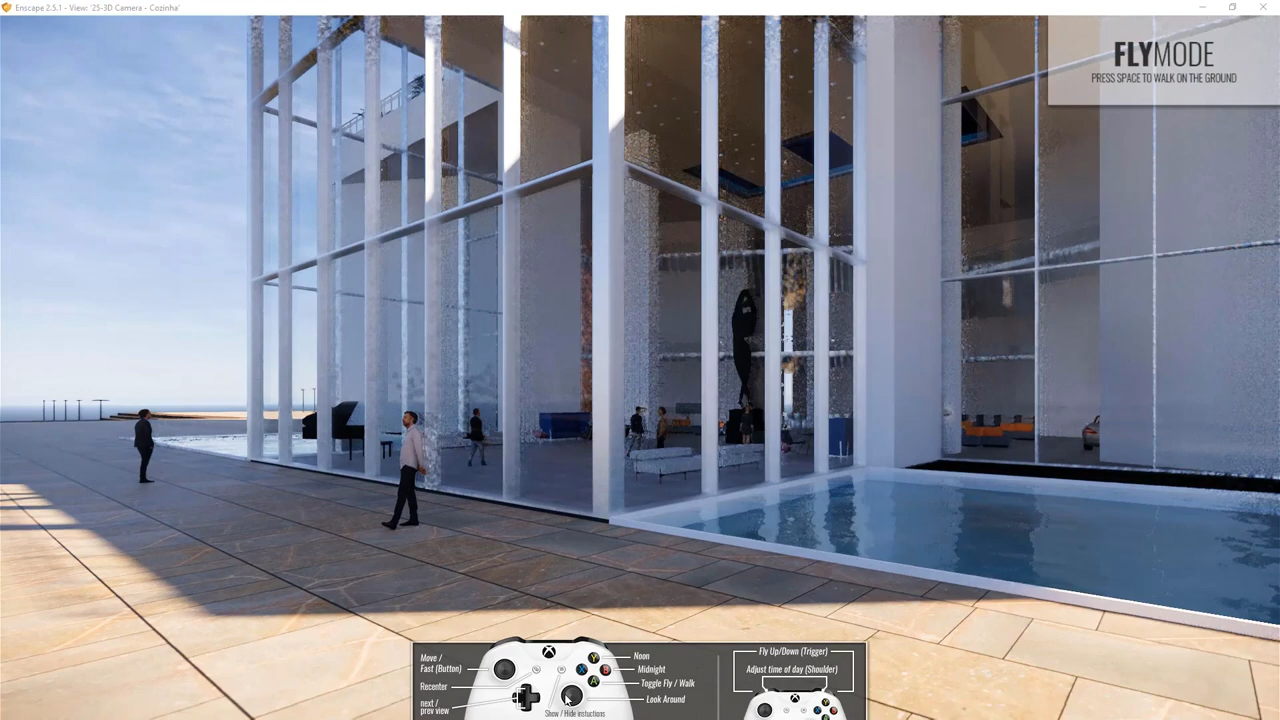 Enscape 2.5.1 - View: '25-3D Camera - Cozinha'
FLYMODE
PRESS SPACE TO WALK ON THE GROUND
Move /
Fast (Button)
Recenter
next /
prev view
Y
X
B
A
Noon
Midnight
Toggle Fly / Walk
Look Around
Show / Hide instuctions
Fly Up/Down (Trigger)
Adjust time of day (Shoulder)